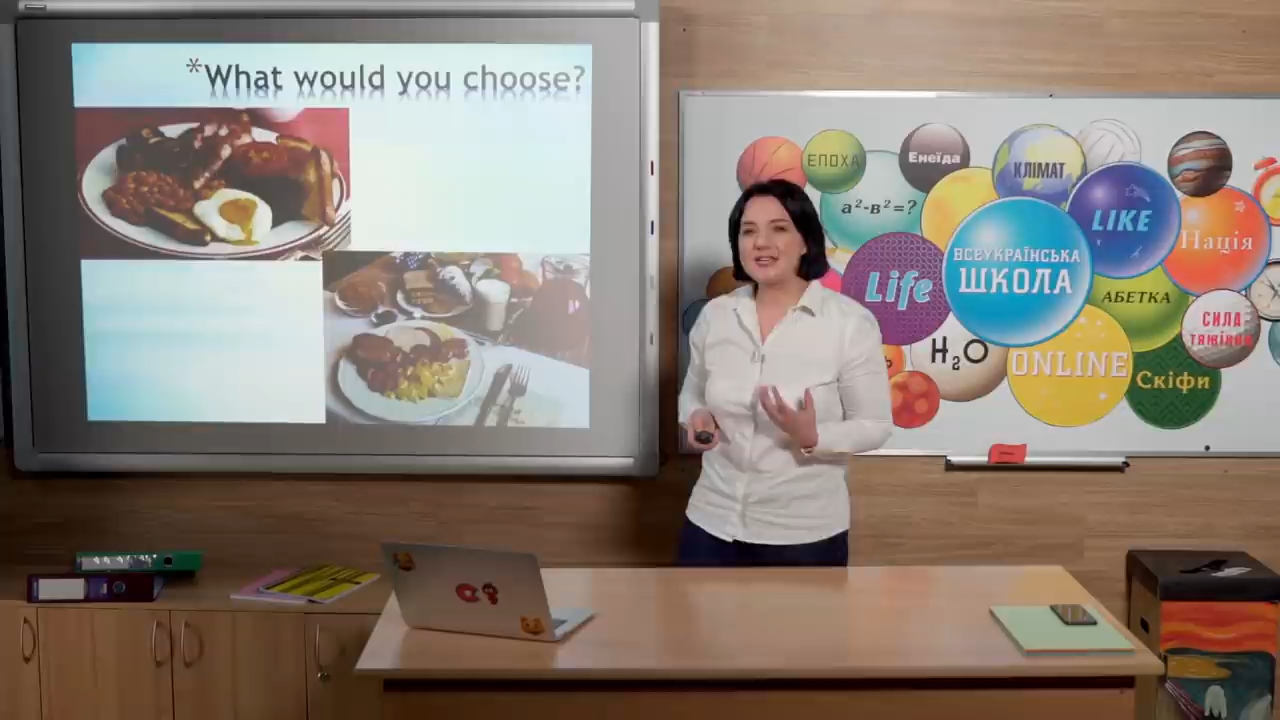 *What would you choose?
ЕПОХА
Енеїда
КЛІМАТ
a²-в²=?
LIKE
Нація
Life
ВСЕУКРАЇНСЬКА
ШКОЛА
АБЕТКА
СИЛА
тяжіння
H₂O
ONLINE
Скіфи